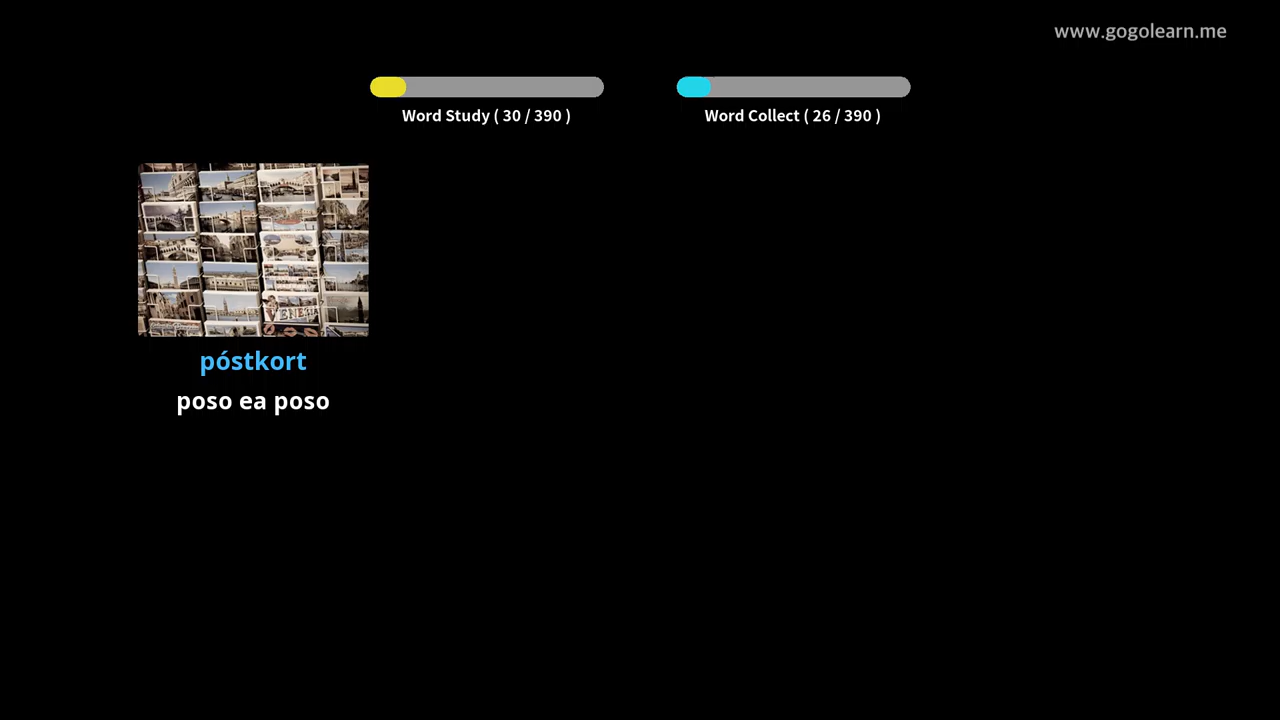 www.gogolearn.me
Word Study ( 30 / 390 )
Word Collect ( 26 / 390 )
póstkort
poso ea poso